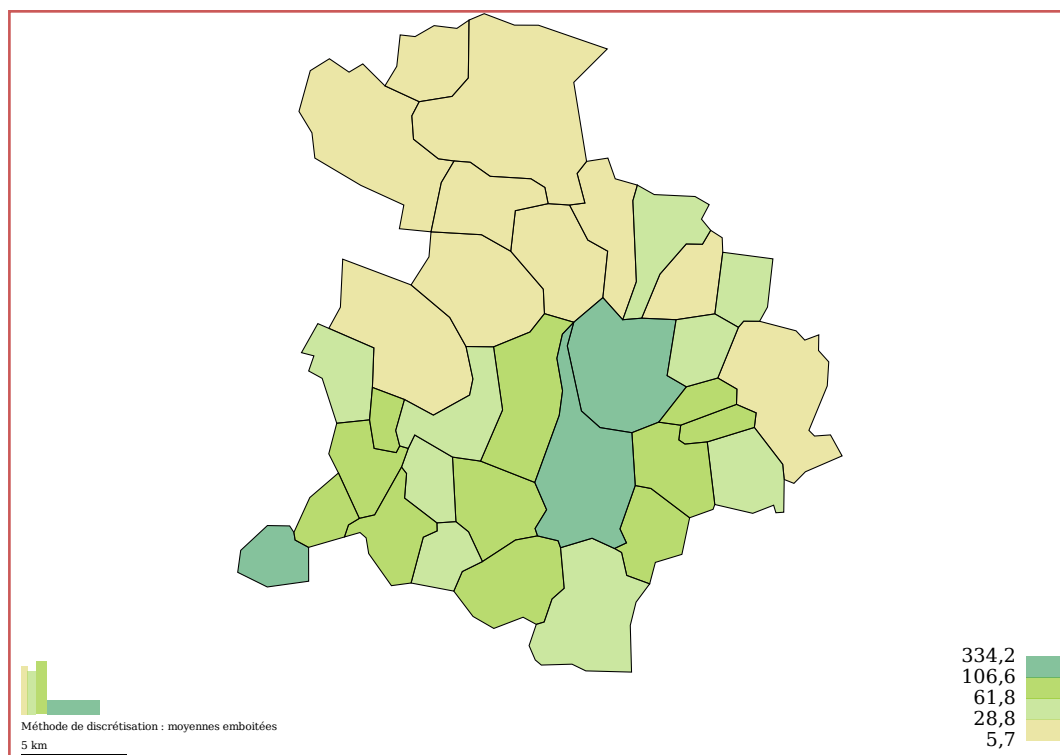 334,2
106,6
61,8
28,8
5,7
Méthode de discrétisation : moyennes emboitées
5 km